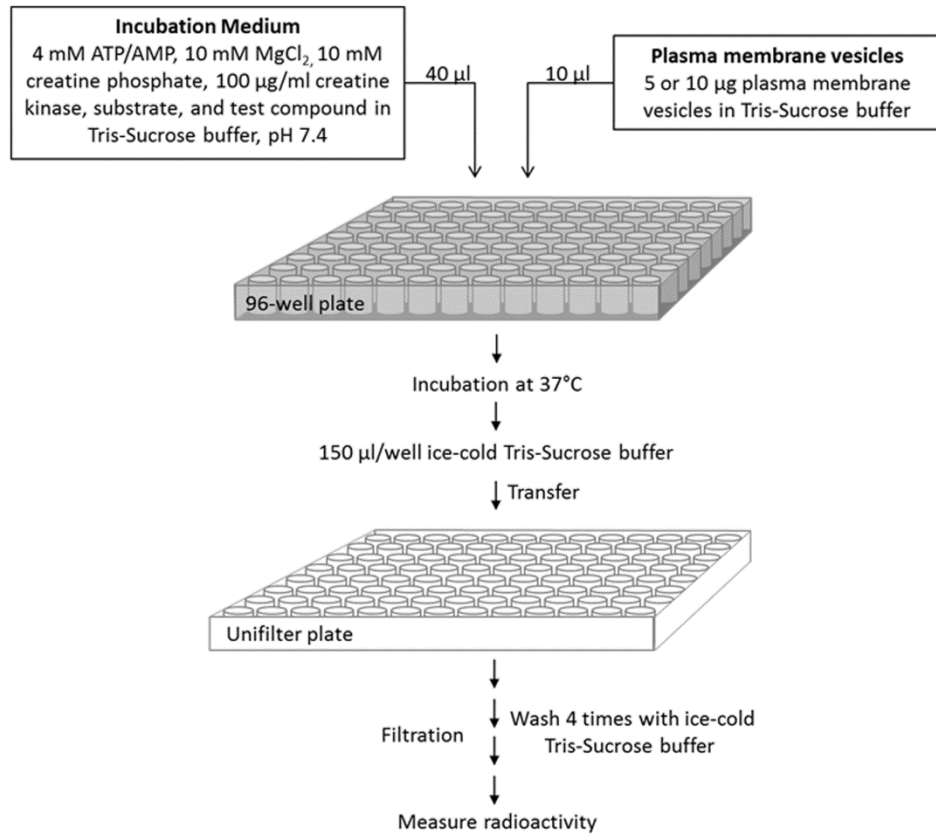 Incubation Medium
4 mM ATP/AMP, 10 mM MgCl₂, 10 mM
creatine phosphate, 100 µg/ml creatine
kinase, substrate, and test compound in
Tris-Sucrose buffer, pH 7.4
40 µl
10 µl
Plasma membrane vesicles
5 or 10 µg plasma membrane
vesicles in Tris-Sucrose buffer
96-well plate
Incubation at 37°C
150 µl/well ice-cold Tris-Sucrose buffer
Transfer
Unifilter plate
Filtration
Wash 4 times with ice-cold
Tris-Sucrose buffer
Measure radioactivity